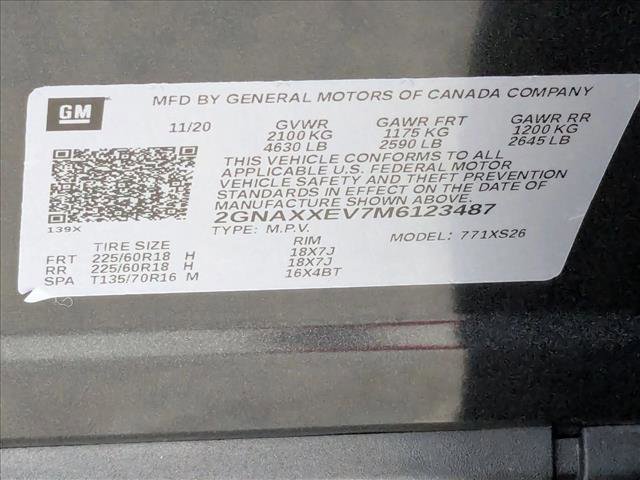 GM
MFD BY GENERAL MOTORS OF CANADA COMPANY
11/20 GVWR GAWR FRT GAWR RR
2100 KG 1175 KG 1200 KG
4630 LB 2590 LB 2645 LB
THIS VEHICLE CONFORMS TO ALL
APPLICABLE U.S. FEDERAL MOTOR
VEHICLE SAFETY AND THEFT PREVENTION
STANDARDS IN EFFECT ON THE DATE OF
MANUFACTURE SHOWN ABOVE.
2GNAXXEV7M6123487
139X
TYPE: M.P.V. MODEL: 771XS26
TIRE SIZE RIM
FRT 225/60R18 H 18X7J
RR 225/60R18 H 18X7J
SPA T135/70R16 M 16X4BT